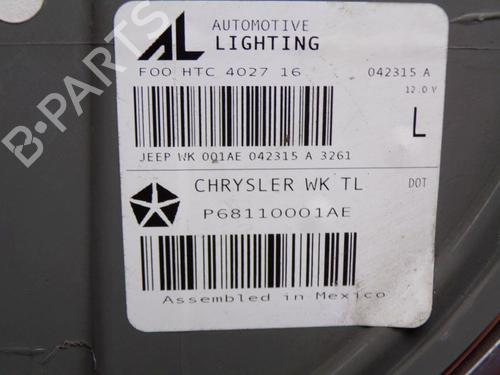 AL AUTOMOTIVE
LIGHTING
F00 HTC 4027 16 042315 A
12.0 V
L
JEEP WK 001AE 042315 A 3261
CHRYSLER WK TL DOT
P68110001AE
Assembled in Mexico
B-PARTS